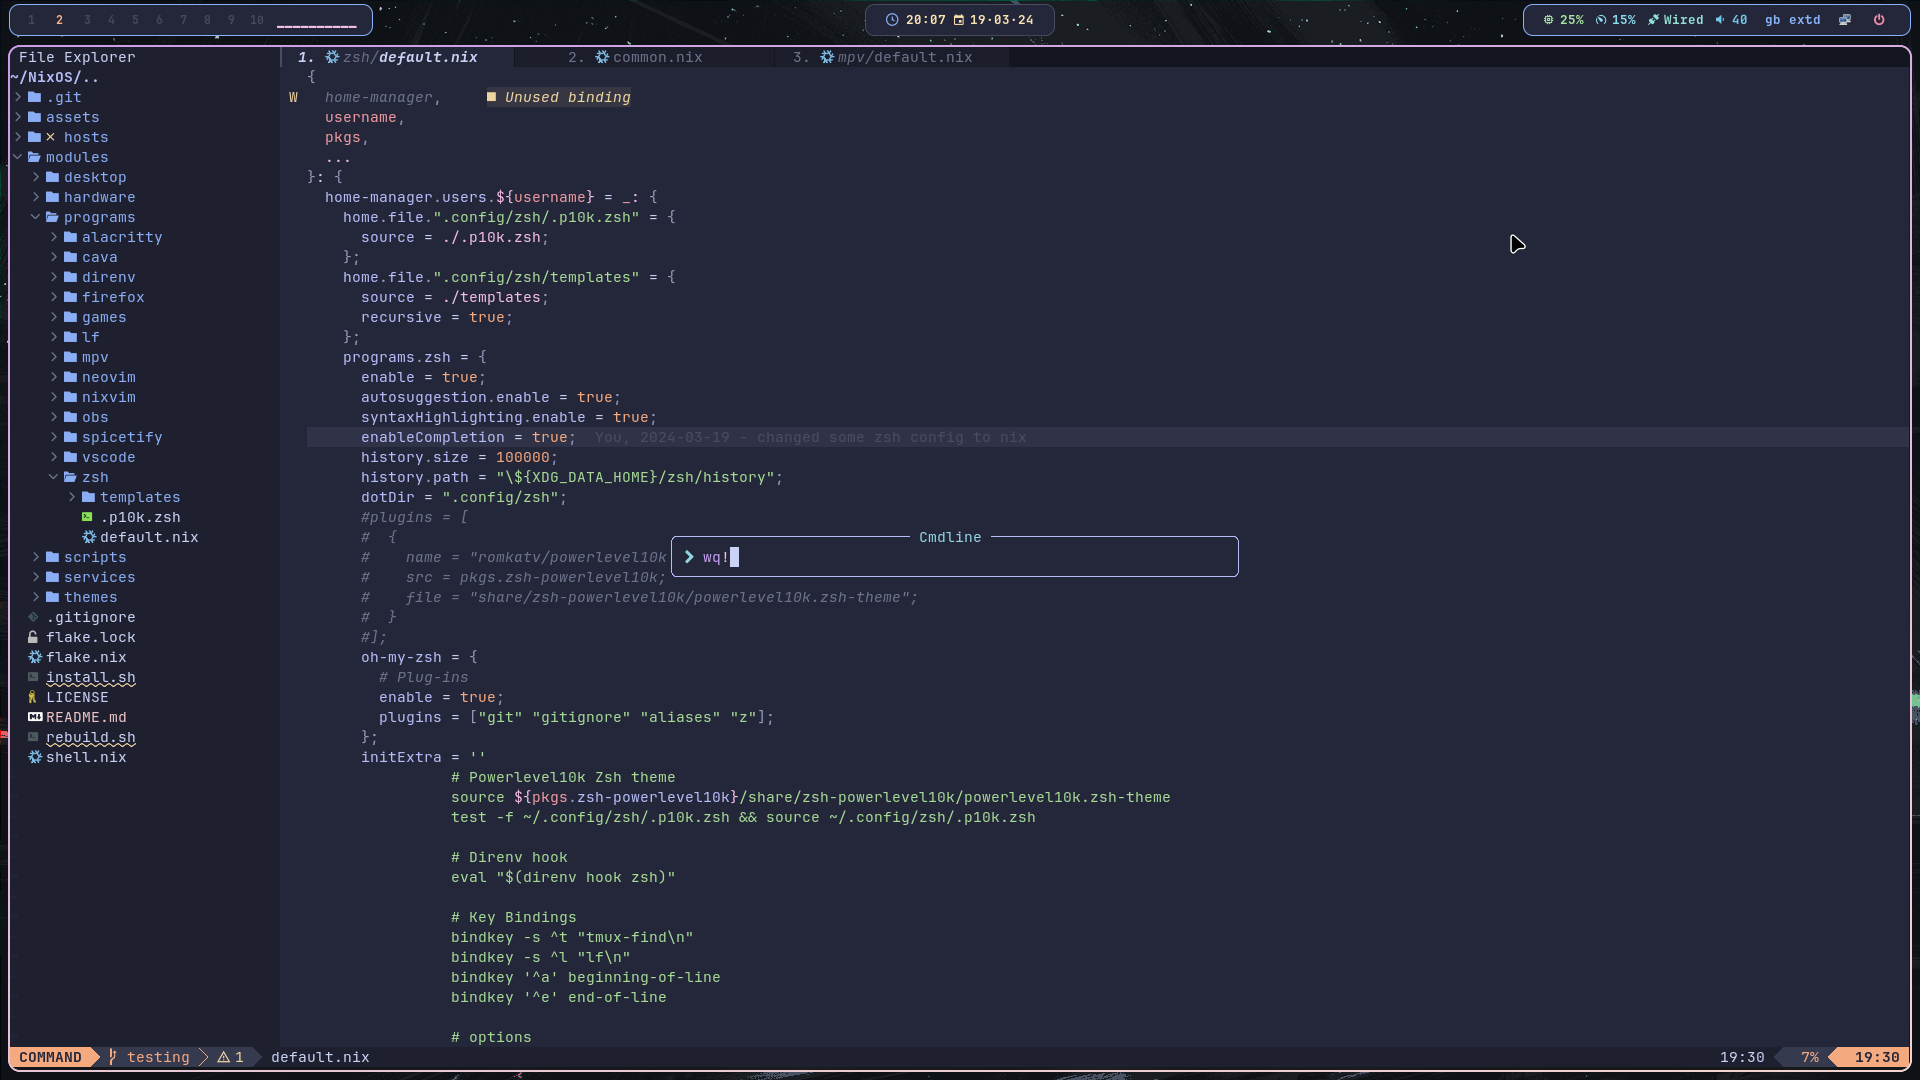 1 2 3 4 5 6 7 8 9 10
20:07 19·03·24
25% 15% Wired 40 gb extd
File Explorer
~/NixOS/..
.git
assets
hosts
modules
desktop
hardware
programs
alacritty
cava
direnv
firefox
games
lf
mpv
neovim
nixvim
obs
spicetify
vscode
zsh
templates
.p10k.zsh
default.nix
scripts
services
themes
.gitignore
flake.lock
flake.nix
install.sh
LICENSE
README.md
rebuild.sh
shell.nix
1. zsh/default.nix 2. common.nix 3. mpv/default.nix
{
W home-manager, ■ Unused binding
username,
pkgs,
...
}: {
home-manager.users.${username} = _: {
home.file.".config/zsh/.p10k.zsh" = {
source = ./.p10k.zsh;
};
home.file.".config/zsh/templates" = {
source = ./templates;
recursive = true;
};
programs.zsh = {
enable = true;
autosuggestion.enable = true;
syntaxHighlighting.enable = true;
enableCompletion = true; You, 2024-03-19 - changed some zsh config to nix
history.size = 100000;
history.path = "\${XDG_DATA_HOME}/zsh/history";
dotDir = ".config/zsh";
#plugins = [
# {
# name = "romkatv/powerlevel10k
# src = pkgs.zsh-powerlevel10k;
# file = "share/zsh-powerlevel10k/powerlevel10k.zsh-theme";
# }
#];
oh-my-zsh = {
# Plug-ins
enable = true;
plugins = ["git" "gitignore" "aliases" "z"];
};
initExtra = ''
# Powerlevel10k Zsh theme
source ${pkgs.zsh-powerlevel10k}/share/zsh-powerlevel10k/powerlevel10k.zsh-theme
test -f ~/.config/zsh/.p10k.zsh && source ~/.config/zsh/.p10k.zsh
# Direnv hook
eval "$(direnv hook zsh)"
# Key Bindings
bindkey -s ^t "tmux-find\n"
bindkey -s ^l "lf\n"
bindkey '^a' beginning-of-line
bindkey '^e' end-of-line
# options
Cmdline
wq!
COMMAND testing 1 default.nix 19:30 7% 19:30